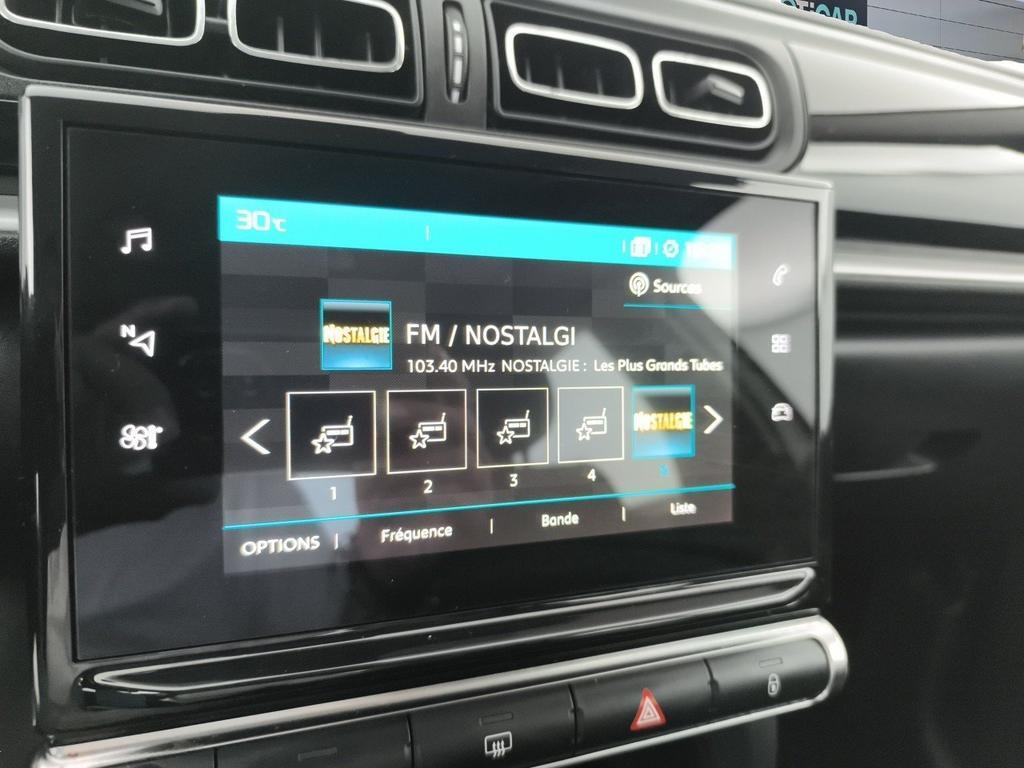 30°C
Sources
NOSTALGIE
FM / NOSTALGI
103.40 MHz NOSTALGIE : Les Plus Grands Tubes
N
NOSTALGIE
1 2 3 4
OPTIONS | Fréquence | Bande | Liste